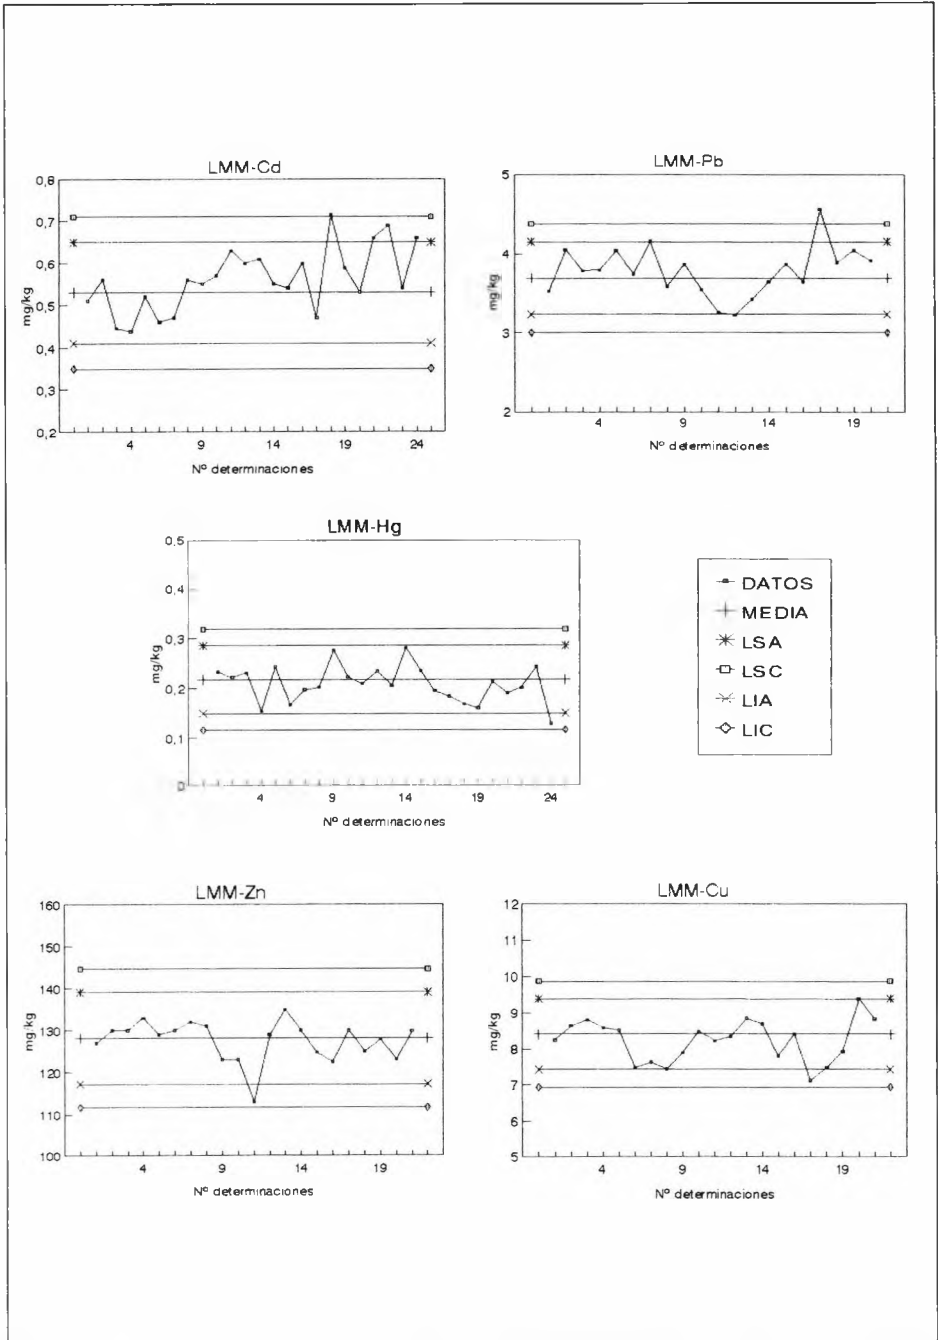 LMM-Cd
0,8
0,7
0,6
0,5
0,4
0,3
0,2
mg/kg
4 9 14 19 24
Nº determinaciones
LMM-Pb
5
4
3
2
mg/kg
4 9 14 19
Nº determinaciones
LMM-Hg
0,5
0,4
0,3
0,2
0,1
0
mg/kg
4 9 14 19 24
Nº determinaciones
DATOS
MEDIA
LSA
LSC
LIA
LIC
LMM-Zn
160
150
140
130
120
110
100
mg/kg
4 9 14 19
Nº determinaciones
LMM-Cu
12
11
10
9
8
7
6
5
mg/kg
4 9 14 19
Nº determinaciones